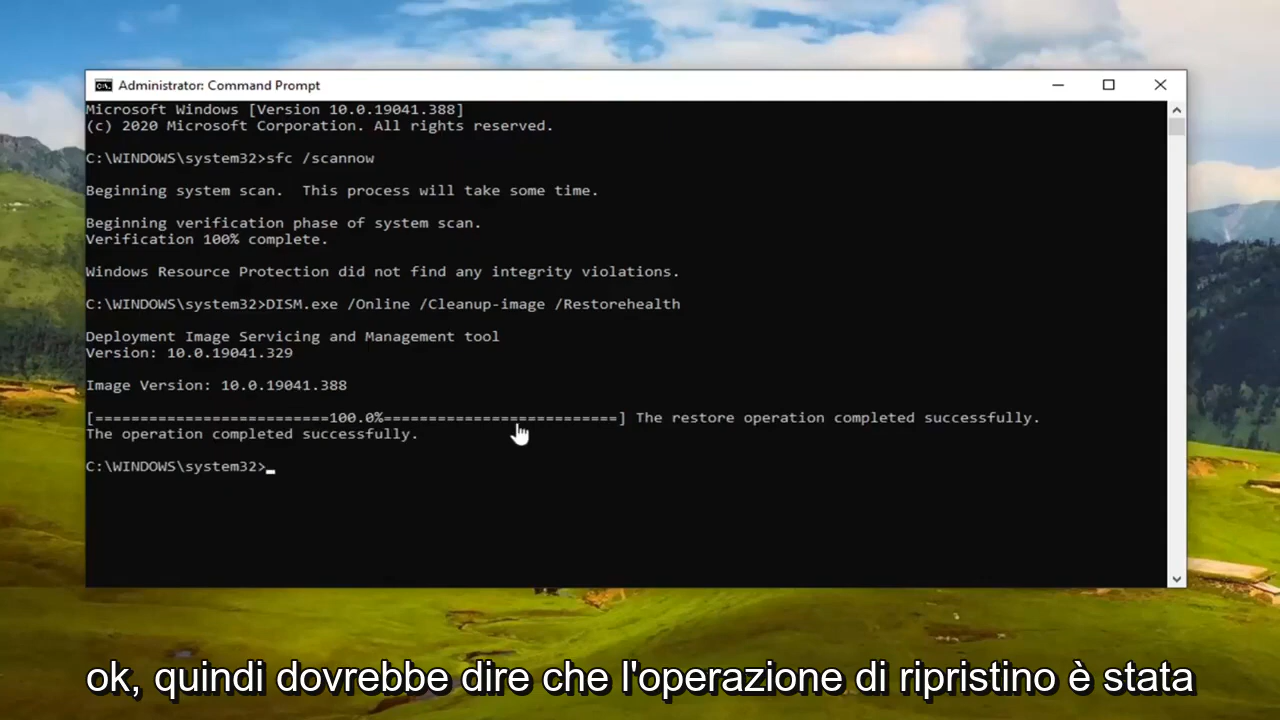 Administrator: Command Prompt
Microsoft Windows [Version 10.0.19041.388]
(c) 2020 Microsoft Corporation. All rights reserved.
C:\WINDOWS\system32>sfc /scannow
Beginning system scan.  This process will take some time.
Beginning verification phase of system scan.
Verification 100% complete.
Windows Resource Protection did not find any integrity violations.
C:\WINDOWS\system32>DISM.exe /Online /Cleanup-image /Restorehealth
Deployment Image Servicing and Management tool
Version: 10.0.19041.329
Image Version: 10.0.19041.388
[==========================100.0%==========================] The restore operation completed successfully.
The operation completed successfully.
C:\WINDOWS\system32>
ok, quindi dovrebbe dire che l'operazione di ripristino è stata